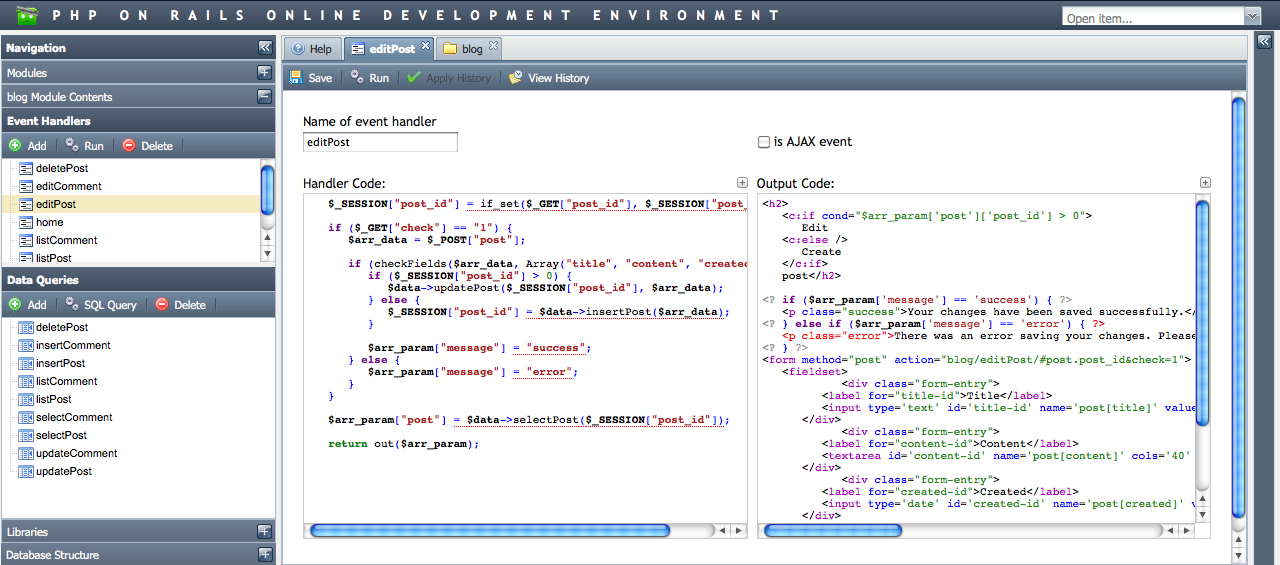 PHP ON RAILS ONLINE DEVELOPMENT ENVIRONMENT
Open item...
Navigation
Modules
blog Module Contents
Event Handlers
Add Run Delete
deletePost
editComment
editPost
home
listComment
listPost
Data Queries
Add SQL Query Delete
deletePost
insertComment
insertPost
listComment
listPost
selectComment
selectPost
updateComment
updatePost
Libraries
Database Structure
Help editPost blog
Save Run Apply History View History
Name of event handler
editPost
is AJAX event
Handler Code:
$_SESSION["post_id"] = if_set($_GET["post_id"], $_SESSION["post_
if ($_GET["check"] == "1") {
$arr_data = $_POST["post"];
if (checkFields($arr_data, Array("title", "content", "created
if ($_SESSION["post_id"] > 0) {
$data->updatePost($_SESSION["post_id"], $arr_data);
} else {
$_SESSION["post_id"] = $data->insertPost($arr_data);
}
$arr_param["message"] = "success";
} else {
$arr_param["message"] = "error";
}
}
$arr_param["post"] = $data->selectPost($_SESSION["post_id"]);
return out($arr_param);
Output Code:
<h2>
<c:if cond="$arr_param['post']['post_id'] > 0">
Edit
<c:else />
Create
</c:if>
post</h2>
<? if ($arr_param['message'] == 'success') { ?>
<p class="success">Your changes have been saved successfully.</
<? } else if ($arr_param['message'] == 'error') { ?>
<p class="error">There was an error saving your changes. Please
<? } ?>
<form method="post" action="blog/editPost/#post.post_id&check=1">
<fieldset>
<div class="form-entry">
<label for="title-id">Title</label>
<input type='text' id='title-id' name='post[title]' value
</div>
<div class="form-entry">
<label for="content-id">Content</label>
<textarea id='content-id' name='post[content]' cols='40'
</div>
<div class="form-entry">
<label for="created-id">Created</label>
<input type='date' id='created-id' name='post[created]' v
</div>